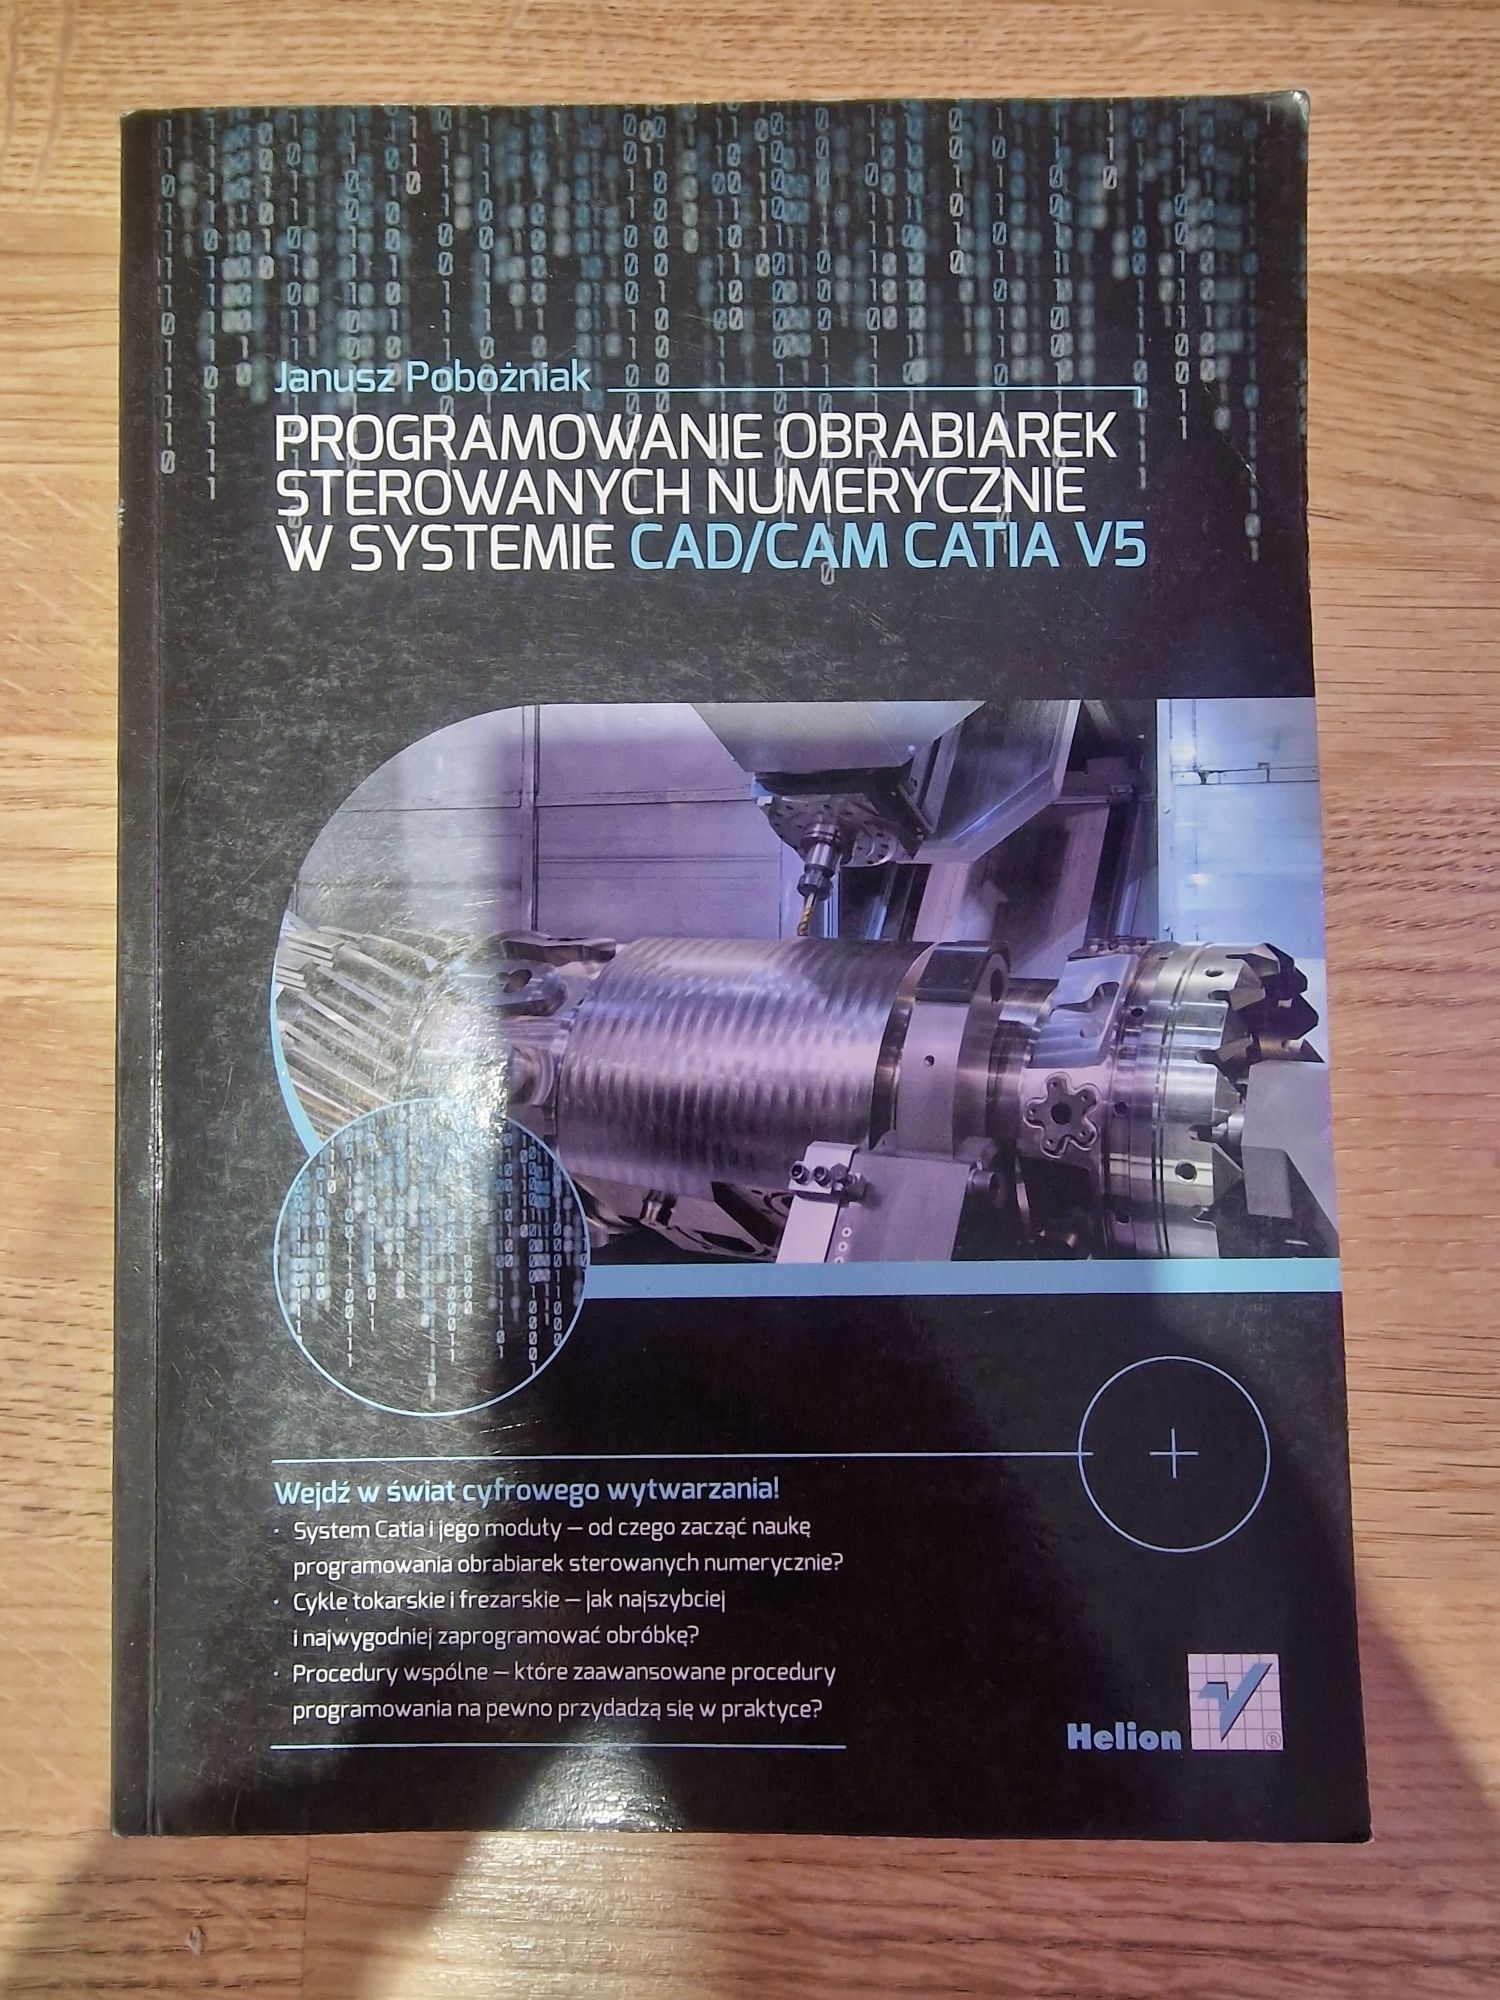 Janusz Pobożniak
PROGRAMOWANIE OBRABIAREK
STEROWANYCH NUMERYCZNIE
W SYSTEMIE CAD/CAM CATIA V5
Wejdź w świat cyfrowego wytwarzania!
• System Catia i jego moduły — od czego zacząć naukę
programowania obrabiarek sterowanych numerycznie?
• Cykle tokarskie i frezarskie — jak najszybciej
i najwygodniej zaprogramować obróbkę?
• Procedury wspólne — które zaawansowane procedury
programowania na pewno przydadzą się w praktyce?
Helion ®